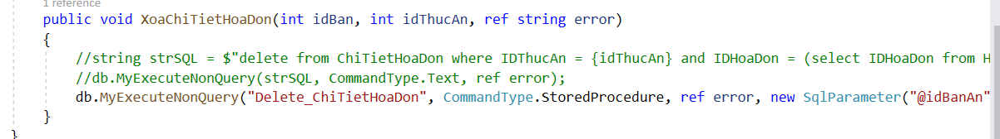 1 reference
public void XoaChiTietHoaDon(int idBan, int idThucAn, ref string error)
{
//string strSQL = $"delete from ChiTietHoaDon where IDThucAn = {idThucAn} and IDHoaDon = (select IDHoaDon from H
//db.MyExecuteNonQuery(strSQL, CommandType.Text, ref error);
db.MyExecuteNonQuery("Delete_ChiTietHoaDon", CommandType.StoredProcedure, ref error, new SqlParameter("@idBanAn"
}
}